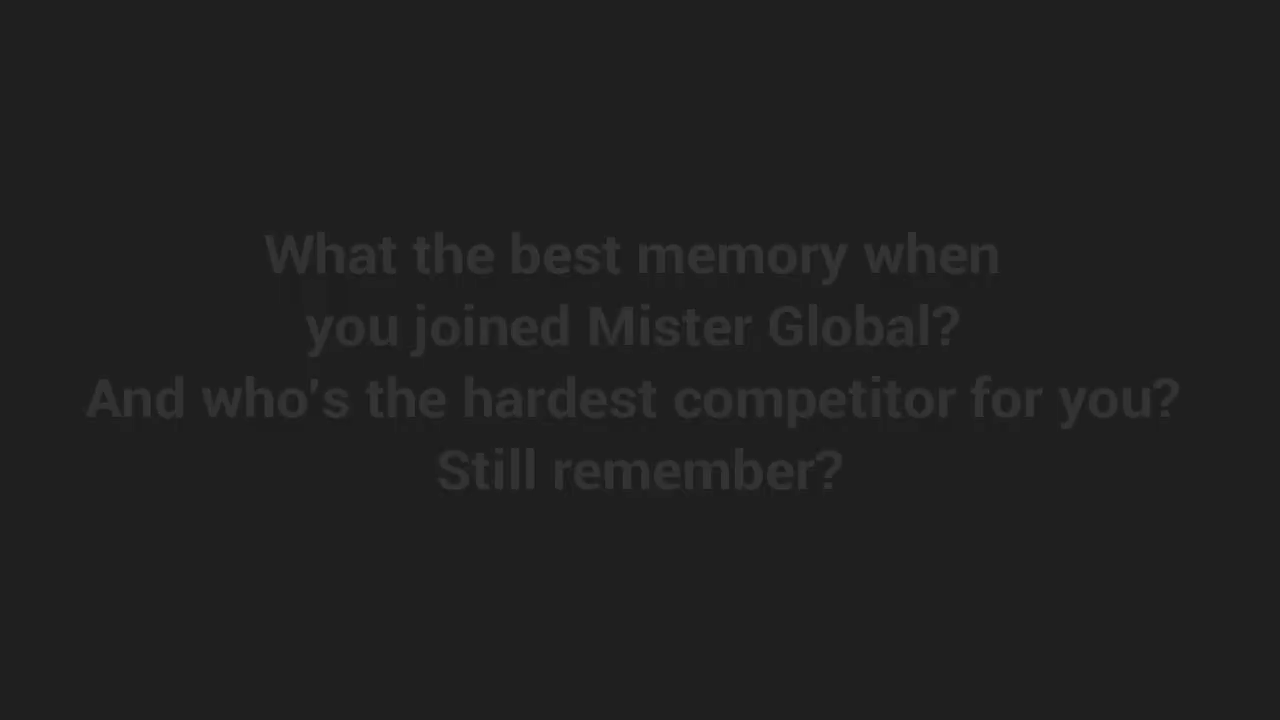 What the best memory when
you joined Mister Global?
And who's the hardest competitor for you?
Still remember?